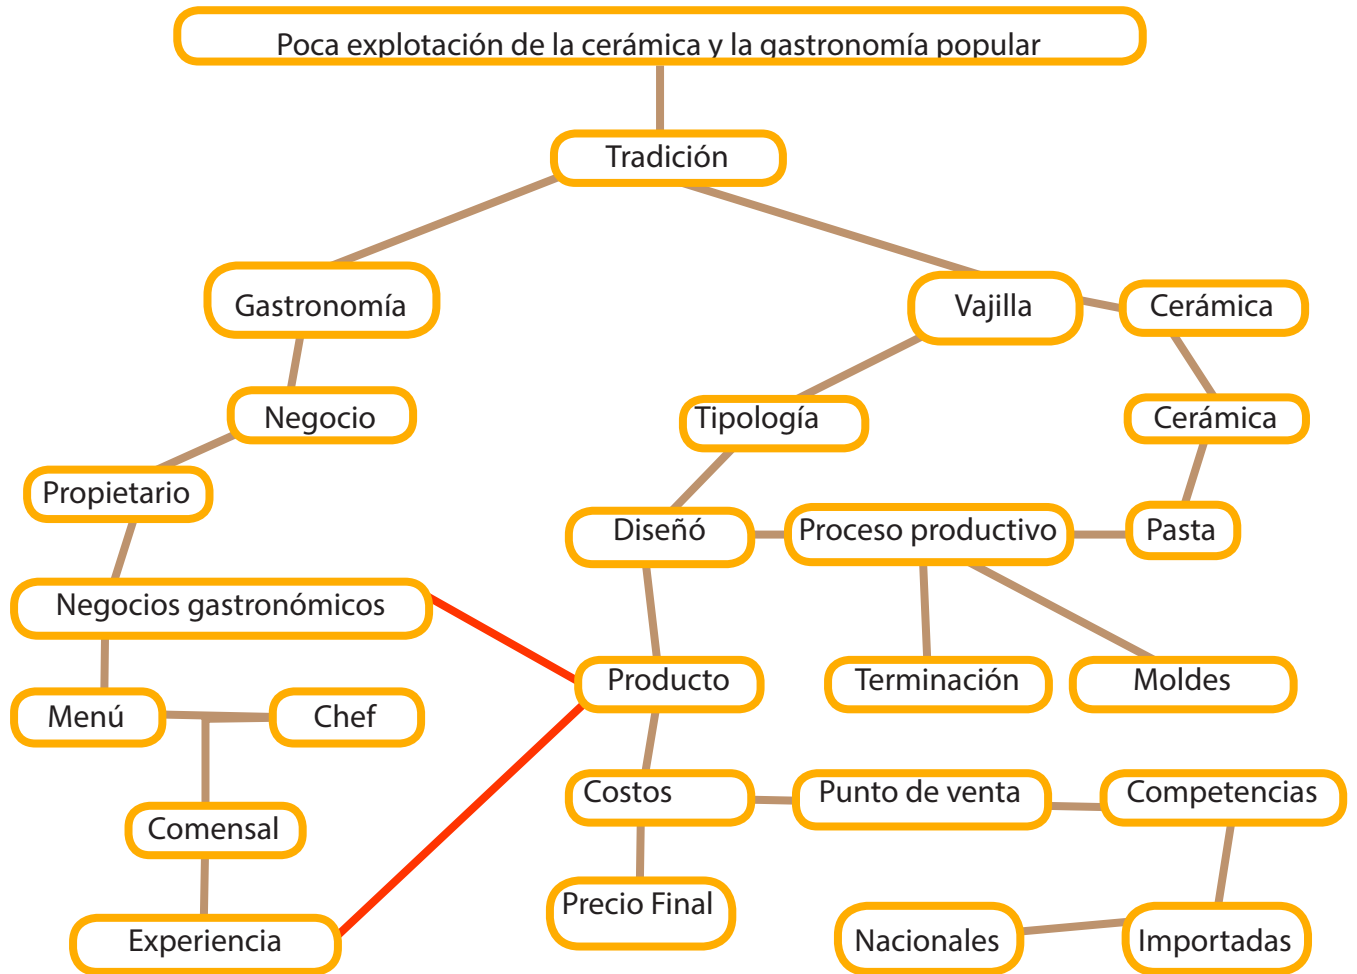 Poca explotación de la cerámica y la gastronomía popular
Tradición
Gastronomía
Vajilla
Cerámica
Negocio
Tipología
Cerámica
Propietario
Diseñó
Proceso productivo
Pasta
Negocios gastronómicos
Producto
Terminación
Moldes
Menú
Chef
Costos
Punto de venta
Competencias
Comensal
Precio Final
Experiencia
Nacionales
Importadas